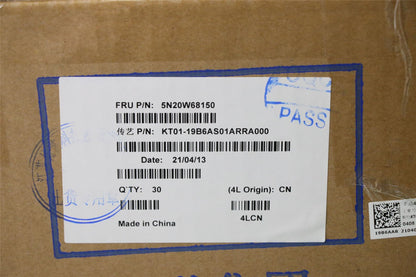 FRU P/N: 5N20W68150
PASS
传艺 P/N: KT01-19B6AS01ARRA000
Date: 21/04/13
Q'TY: 30 (4L Origin): CN
Made in China 4LCN